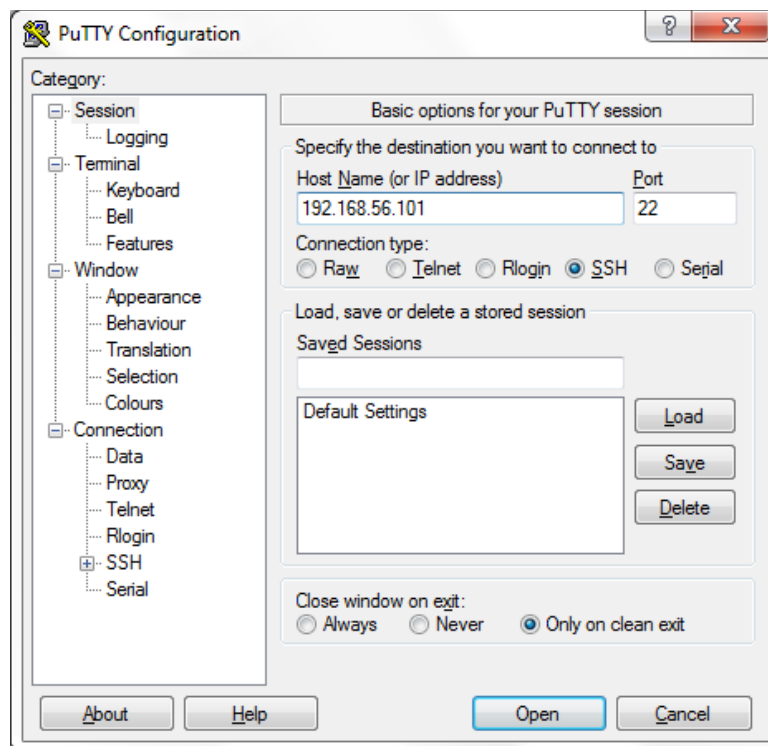 PuTTY Configuration
Category:
Session
Logging
Terminal
Keyboard
Bell
Features
Window
Appearance
Behaviour
Translation
Selection
Colours
Connection
Data
Proxy
Telnet
Rlogin
SSH
Serial
Basic options for your PuTTY session
Specify the destination you want to connect to
Host Name (or IP address) Port
192.168.56.101 22
Connection type:
Raw Telnet Rlogin SSH Serial
Load, save or delete a stored session
Saved Sessions
Default Settings
Load
Save
Delete
Close window on exit:
Always Never Only on clean exit
About Help Open Cancel